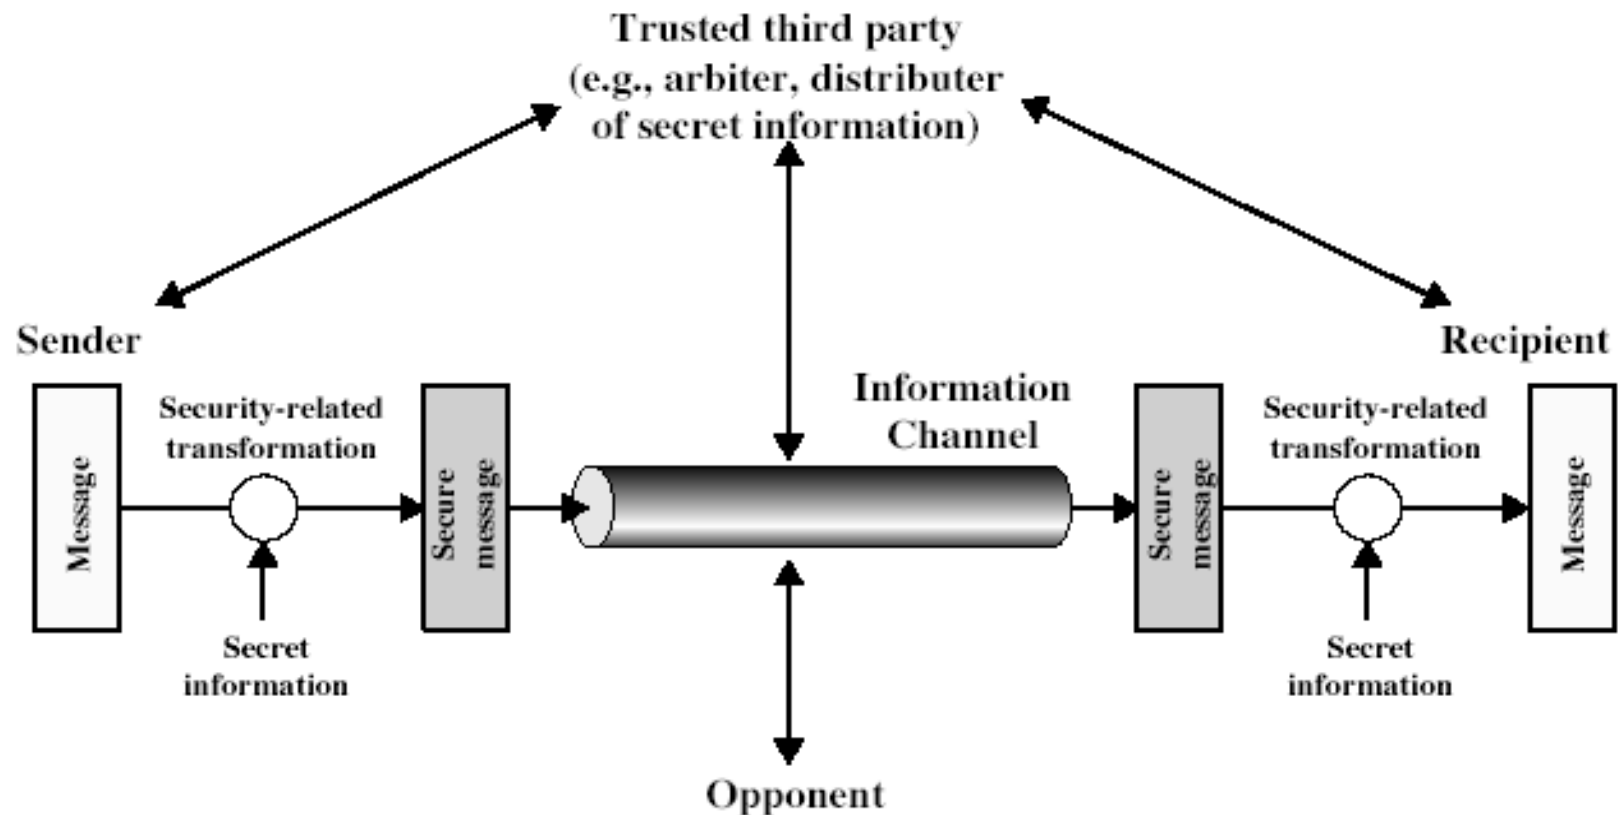 Trusted third party
(e.g., arbiter, distributer
of secret information)
Sender
Recipient
Message
Security-related
transformation
Secret
information
Secure
message
Information
Channel
Secure
message
Security-related
transformation
Secret
information
Message
Opponent